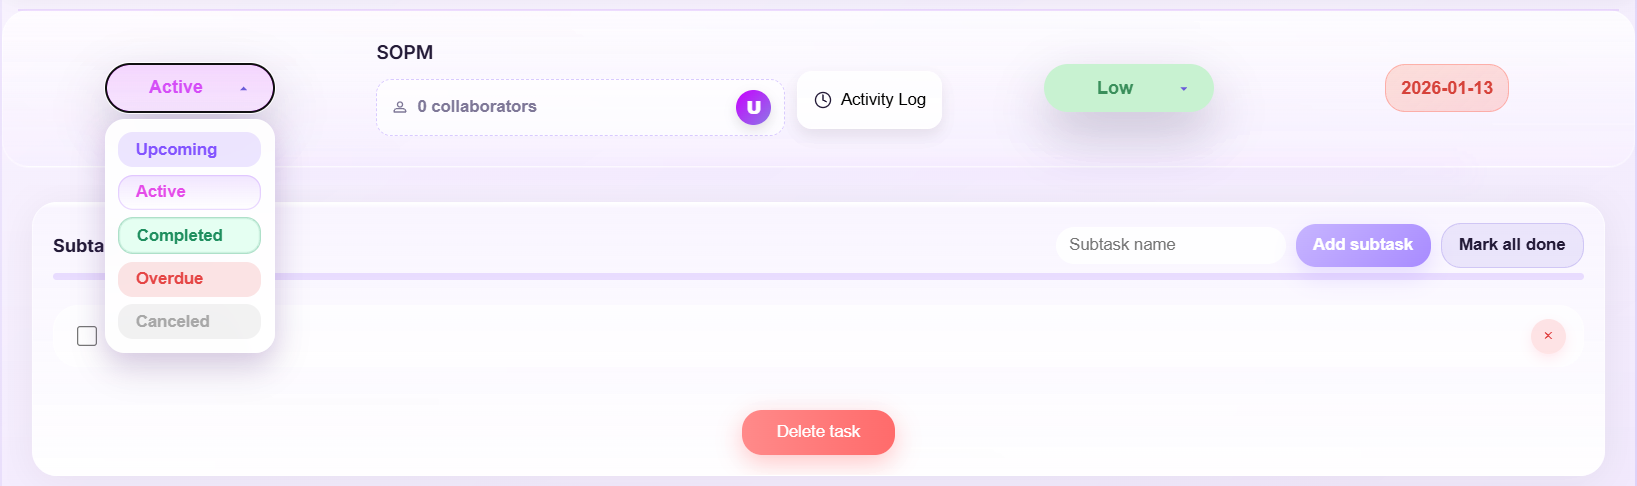 Active
SOPM
0 collaborators
U
Activity Log
Low
2026-01-13
Upcoming
Active
Completed
Overdue
Canceled
Subta
Subtask name
Add subtask
Mark all done
×
Delete task